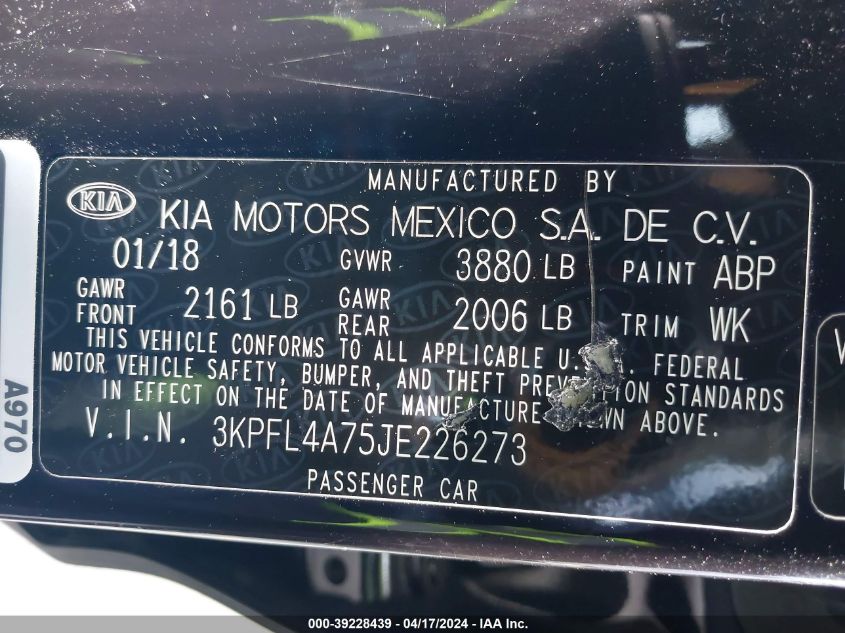 MANUFACTURED BY
KIA KIA MOTORS MEXICO S.A. DE C.V.
01/18 GVWR 3880 LB PAINT ABP
GAWR FRONT 2161 LB GAWR REAR 2006 LB TRIM WK
THIS VEHICLE CONFORMS TO ALL APPLICABLE U. . FEDERAL
MOTOR VEHICLE SAFETY, BUMPER, AND THEFT PREV TION STANDARDS
IN EFFECT ON THE DATE OF MANUFACTURE WN ABOVE.
V.I.N. 3KPFL4A75JE226273
PASSENGER CAR
A970
V
000-39228439 - 04/17/2024 - IAA Inc.